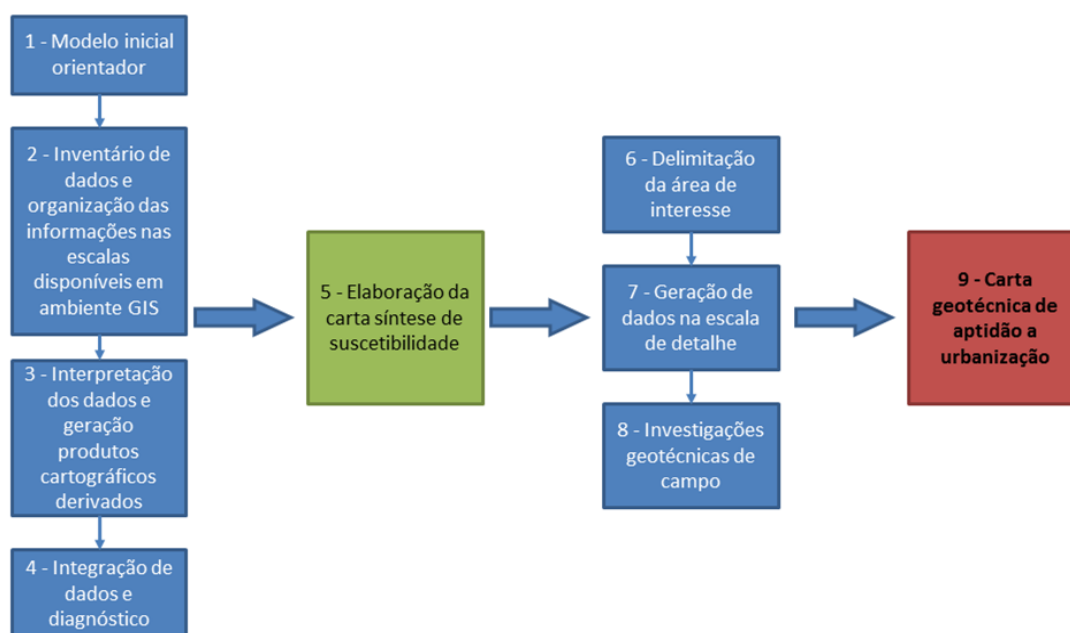 1 - Modelo inicial
orientador
2 - Inventário de
dados e
organização das
informações nas
escalas
disponíveis em
ambiente GIS
3 - Interpretação
dos dados e
geração
produtos
cartográficos
derivados
4 - Integração de
dados e
diagnóstico
5 - Elaboração da
carta síntese de
suscetibilidade
6 - Delimitação
da área de
interesse
7 - Geração de
dados na escala
de detalhe
8 - Investigações
geotécnicas de
campo
9 - Carta
geotécnica de
aptidão a
urbanização